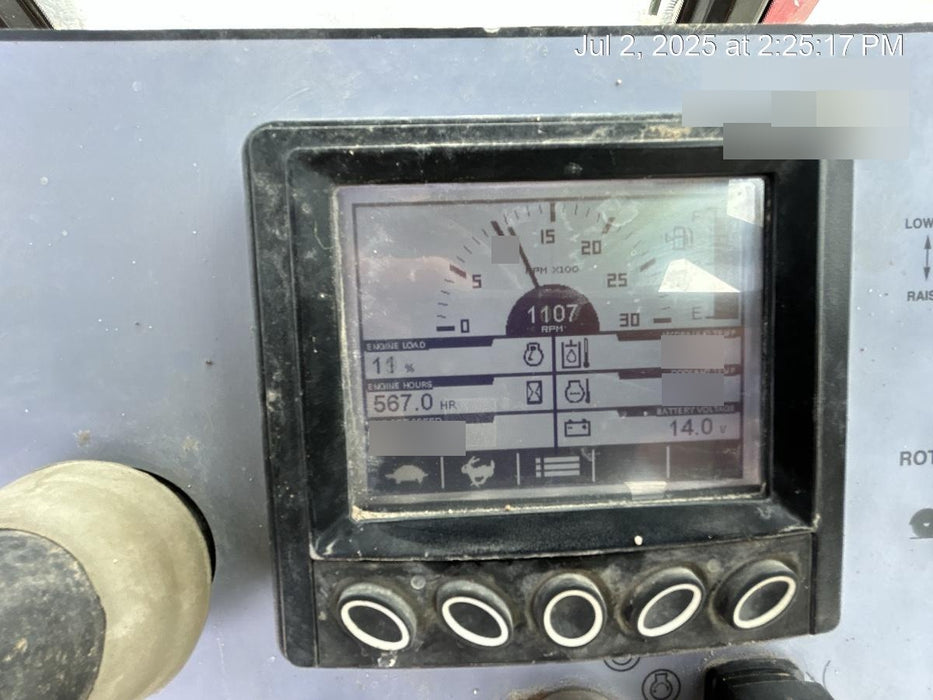 Jul 2, 2025 at 2:25:17 PM
LOW
RAIS
ROT
0
5
15
20
25
30
RPM X100
1107
RPM
E
ENGINE LOAD
11 %
ENGINE HOURS
567.0 HR
BATTERY VOLTAGE
14.0 V